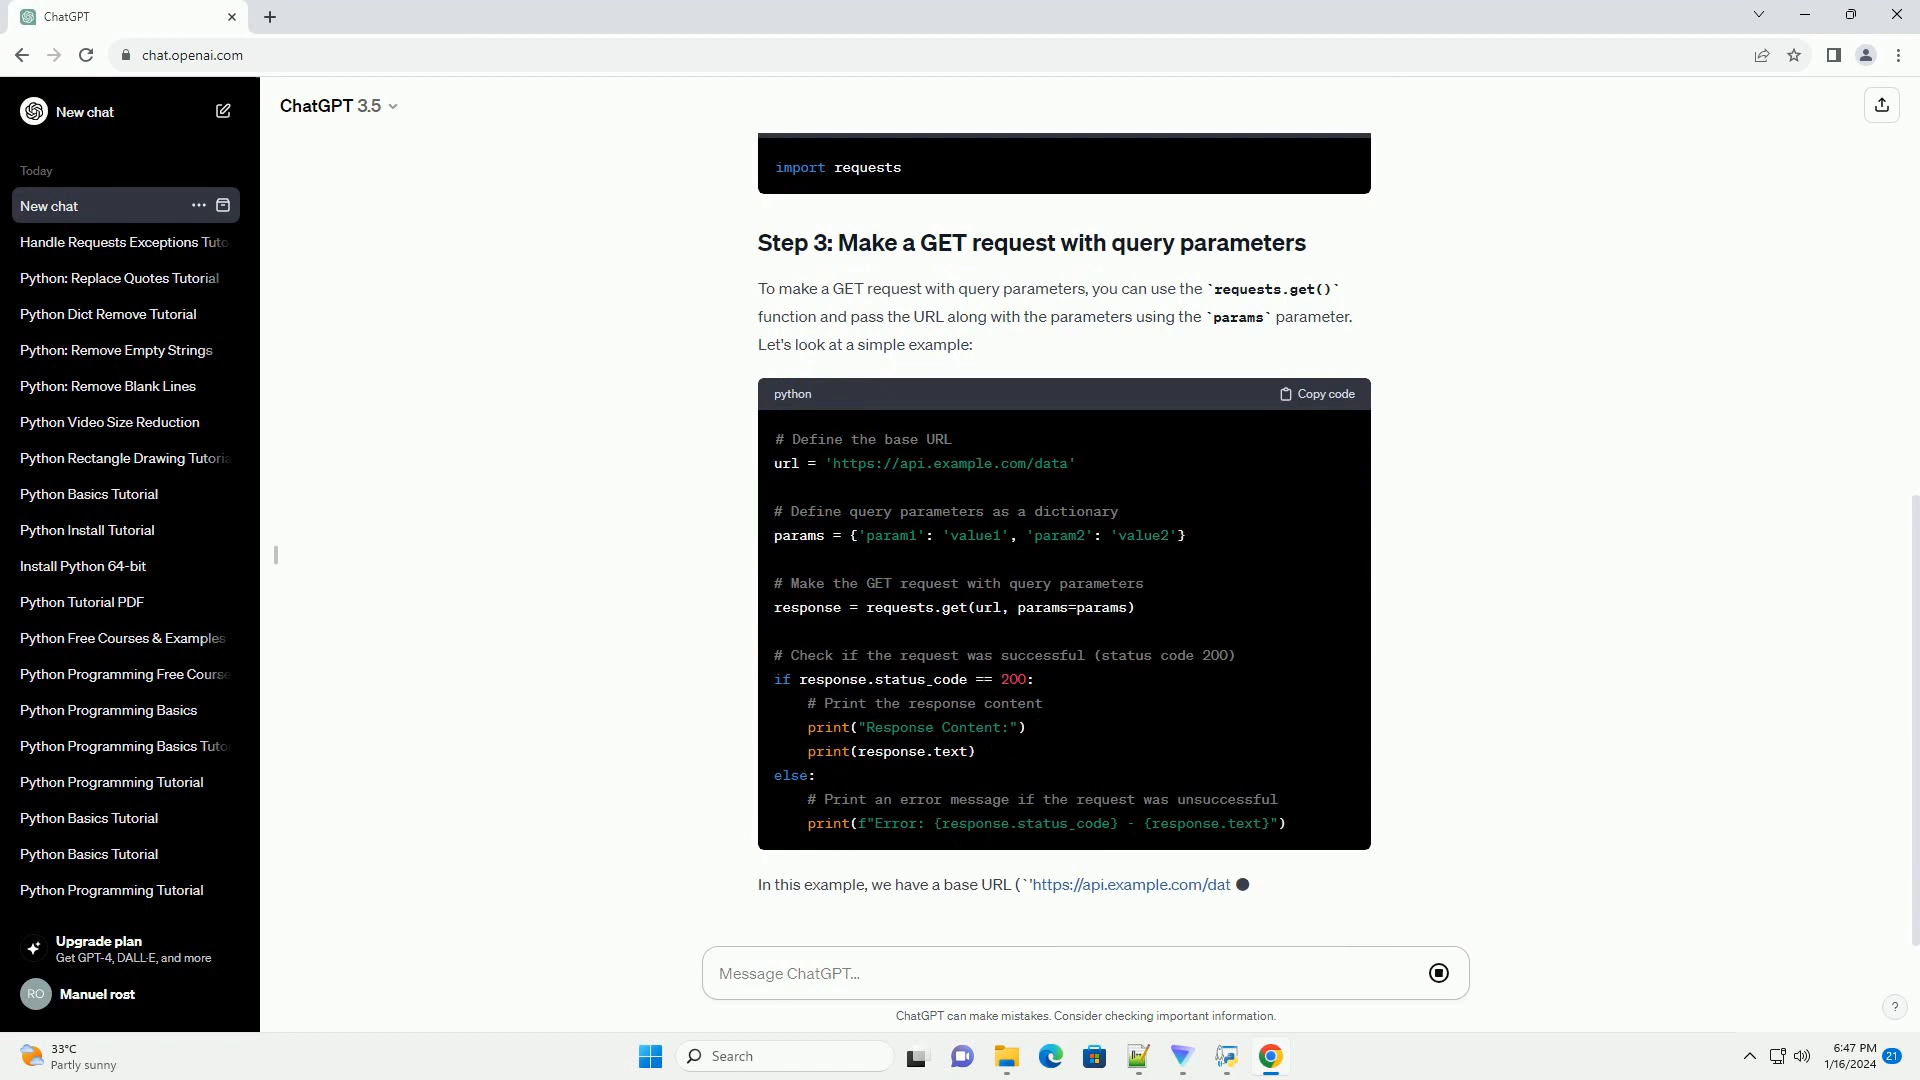 ChatGPT
chat.openai.com
New chat
Today
New chat
Handle Requests Exceptions Tuto
Python: Replace Quotes Tutorial
Python Dict Remove Tutorial
Python: Remove Empty Strings
Python: Remove Blank Lines
Python Video Size Reduction
Python Rectangle Drawing Tutoria
Python Basics Tutorial
Python Install Tutorial
Install Python 64-bit
Python Tutorial PDF
Python Free Courses & Examples
Python Programming Free Course
Python Programming Basics
Python Programming Basics Tuto
Python Programming Tutorial
Python Basics Tutorial
Python Basics Tutorial
Python Programming Tutorial
Upgrade plan
Get GPT-4, DALL·E, and more
RO Manuel rost
ChatGPT 3.5
import requests
Step 3: Make a GET request with query parameters
To make a GET request with query parameters, you can use the `requests.get()`
function and pass the URL along with the parameters using the `params` parameter.
Let's look at a simple example:
python Copy code
# Define the base URL
url = 'https://api.example.com/data'
# Define query parameters as a dictionary
params = {'param1': 'value1', 'param2': 'value2'}
# Make the GET request with query parameters
response = requests.get(url, params=params)
# Check if the request was successful (status code 200)
if response.status_code == 200:
# Print the response content
print("Response Content:")
print(response.text)
else:
# Print an error message if the request was unsuccessful
print(f"Error: {response.status_code} - {response.text}")
In this example, we have a base URL (`'https://api.example.com/dat
Message ChatGPT...
ChatGPT can make mistakes. Consider checking important information.
?
33°C
Partly sunny
Search
6:47 PM
1/16/2024
21